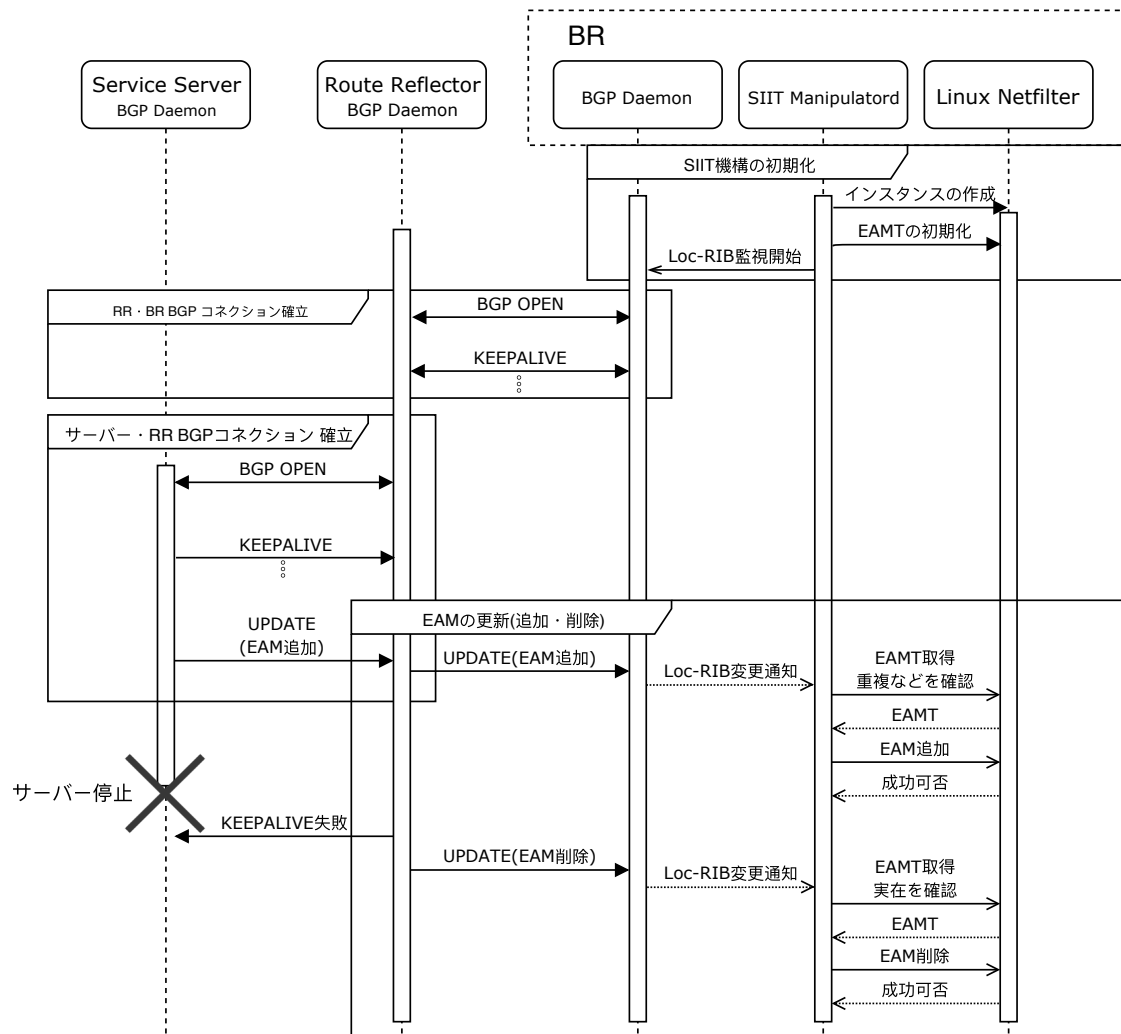 BR
Service Server
BGP Daemon
Route Reflector
BGP Daemon
BGP Daemon
SIIT Manipulatord
Linux Netfilter
SIIT機構の初期化
インスタンスの作成
EAMTの初期化
Loc-RIB監視開始
RR・BR BGP コネクション確立
BGP OPEN
KEEPALIVE
サーバー・RR BGPコネクション 確立
BGP OPEN
KEEPALIVE
EAMの更新(追加・削除)
UPDATE
(EAM追加)
UPDATE(EAM追加)
Loc-RIB変更通知
EAMT取得
重複などを確認
EAMT
EAM追加
成功可否
サーバー停止
KEEPALIVE失敗
UPDATE(EAM削除)
Loc-RIB変更通知
EAMT取得
実在を確認
EAMT
EAM削除
成功可否